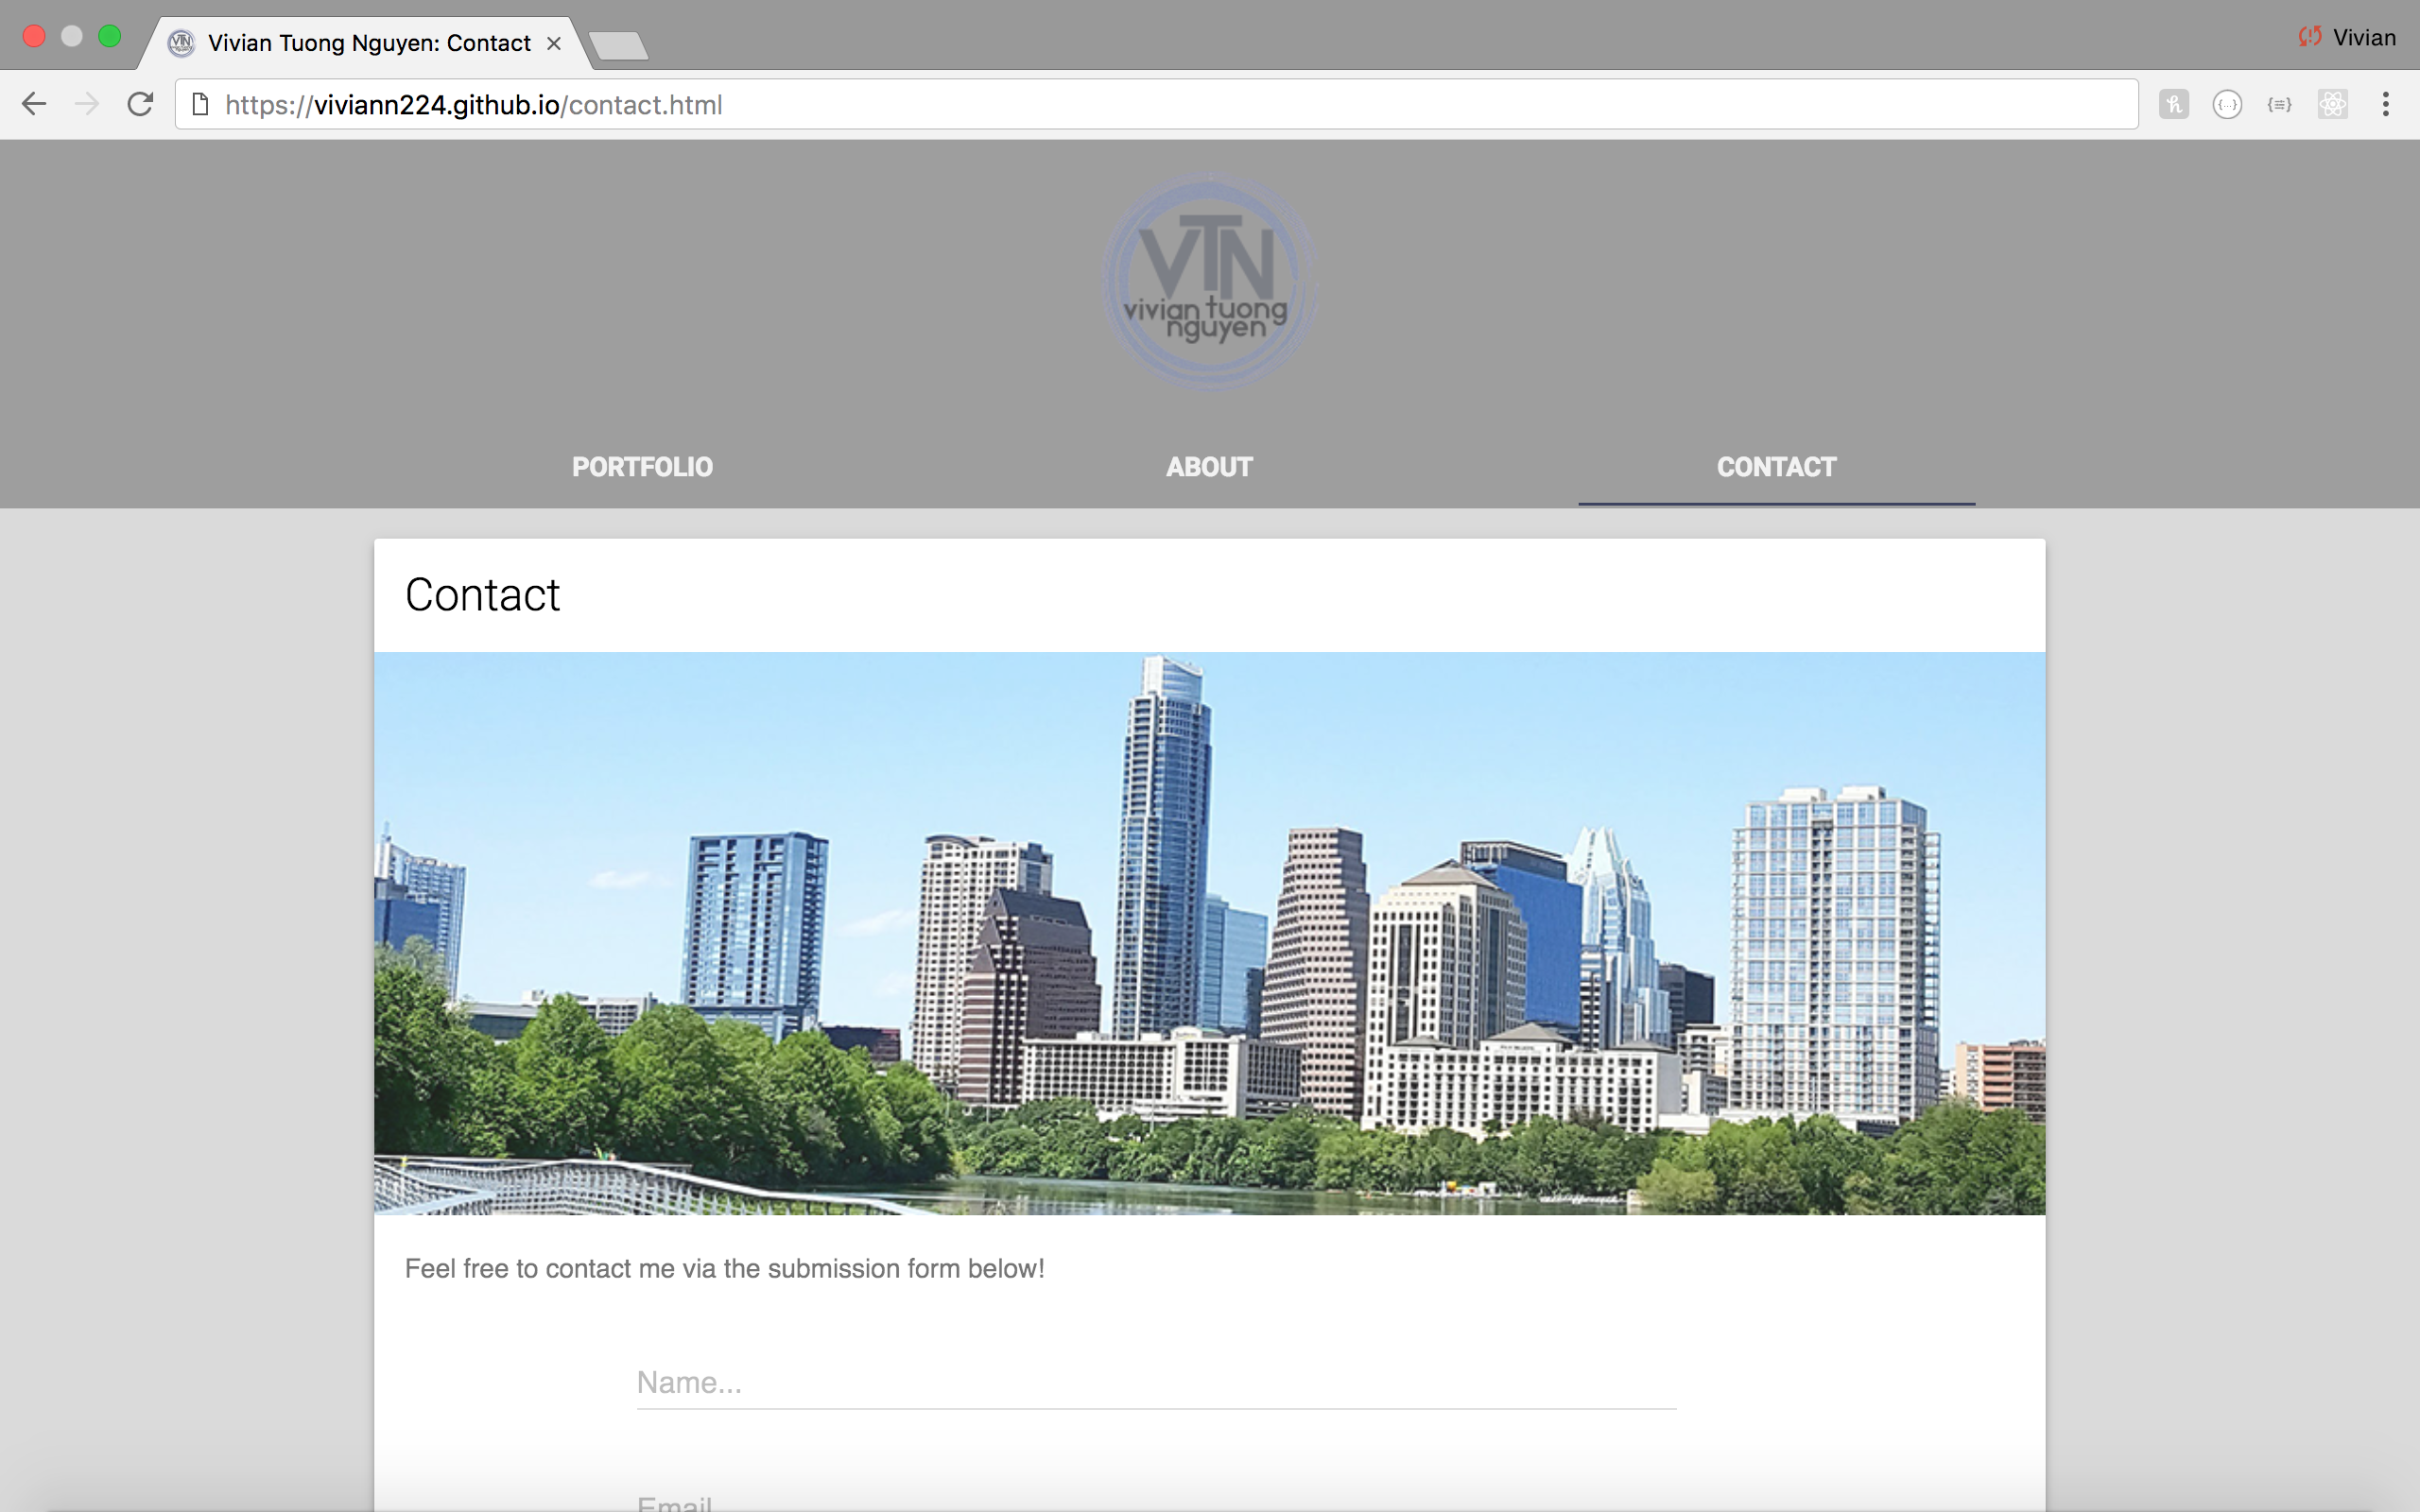 Vivian Tuong Nguyen: Contact
Vivian
https://viviann224.github.io/contact.html
VTN
vivian tuong
nguyen
PORTFOLIO
ABOUT
CONTACT
Contact
Feel free to contact me via the submission form below!
Name...
Email